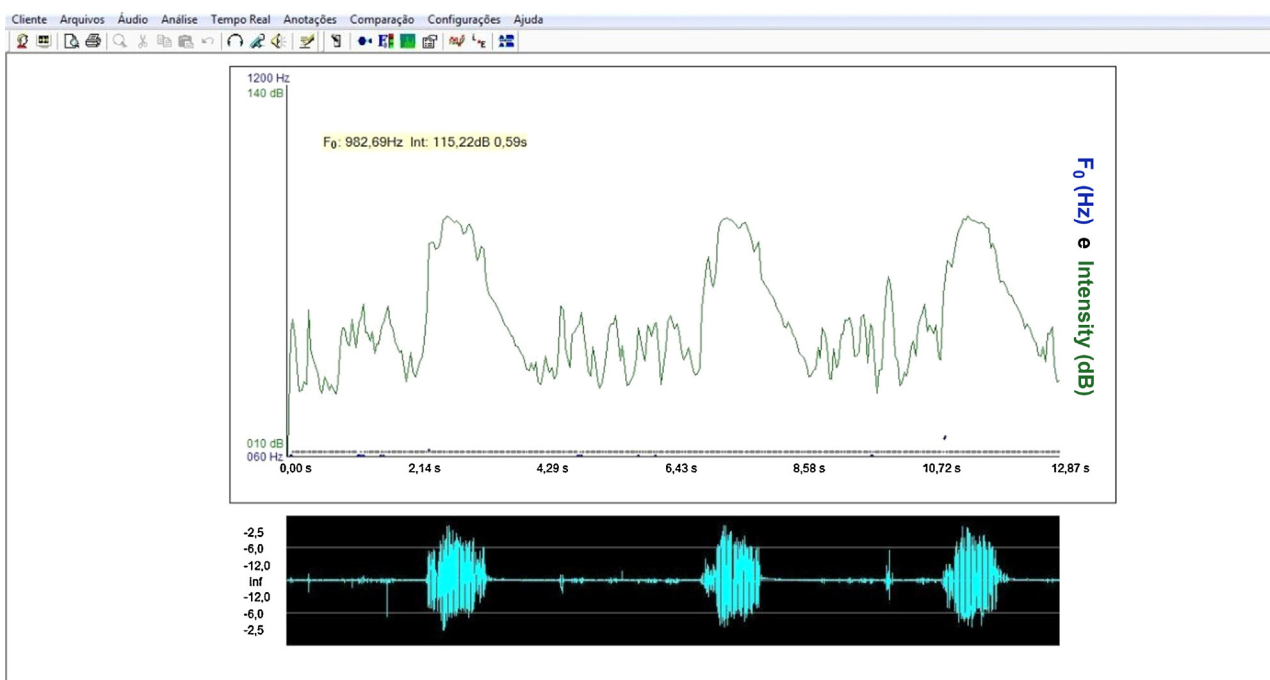 Cliente Arquivos Áudio Análise Tempo Real Anotações Comparação Configurações Ajuda
1200 Hz
140 dB
F₀: 982,69Hz Int: 115,22dB 0,59s
F₀ (Hz) e Intensity (dB)
010 dB
060 Hz
0,00 s 2,14 s 4,29 s 6,43 s 8,58 s 10,72 s 12,87 s
-2,5
-6,0
-12,0
inf
-12,0
-6,0
-2,5